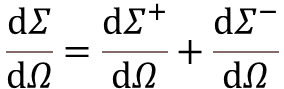 d𝛴/d𝛺 = d𝛴⁺/d𝛺 + d𝛴⁻/d𝛺